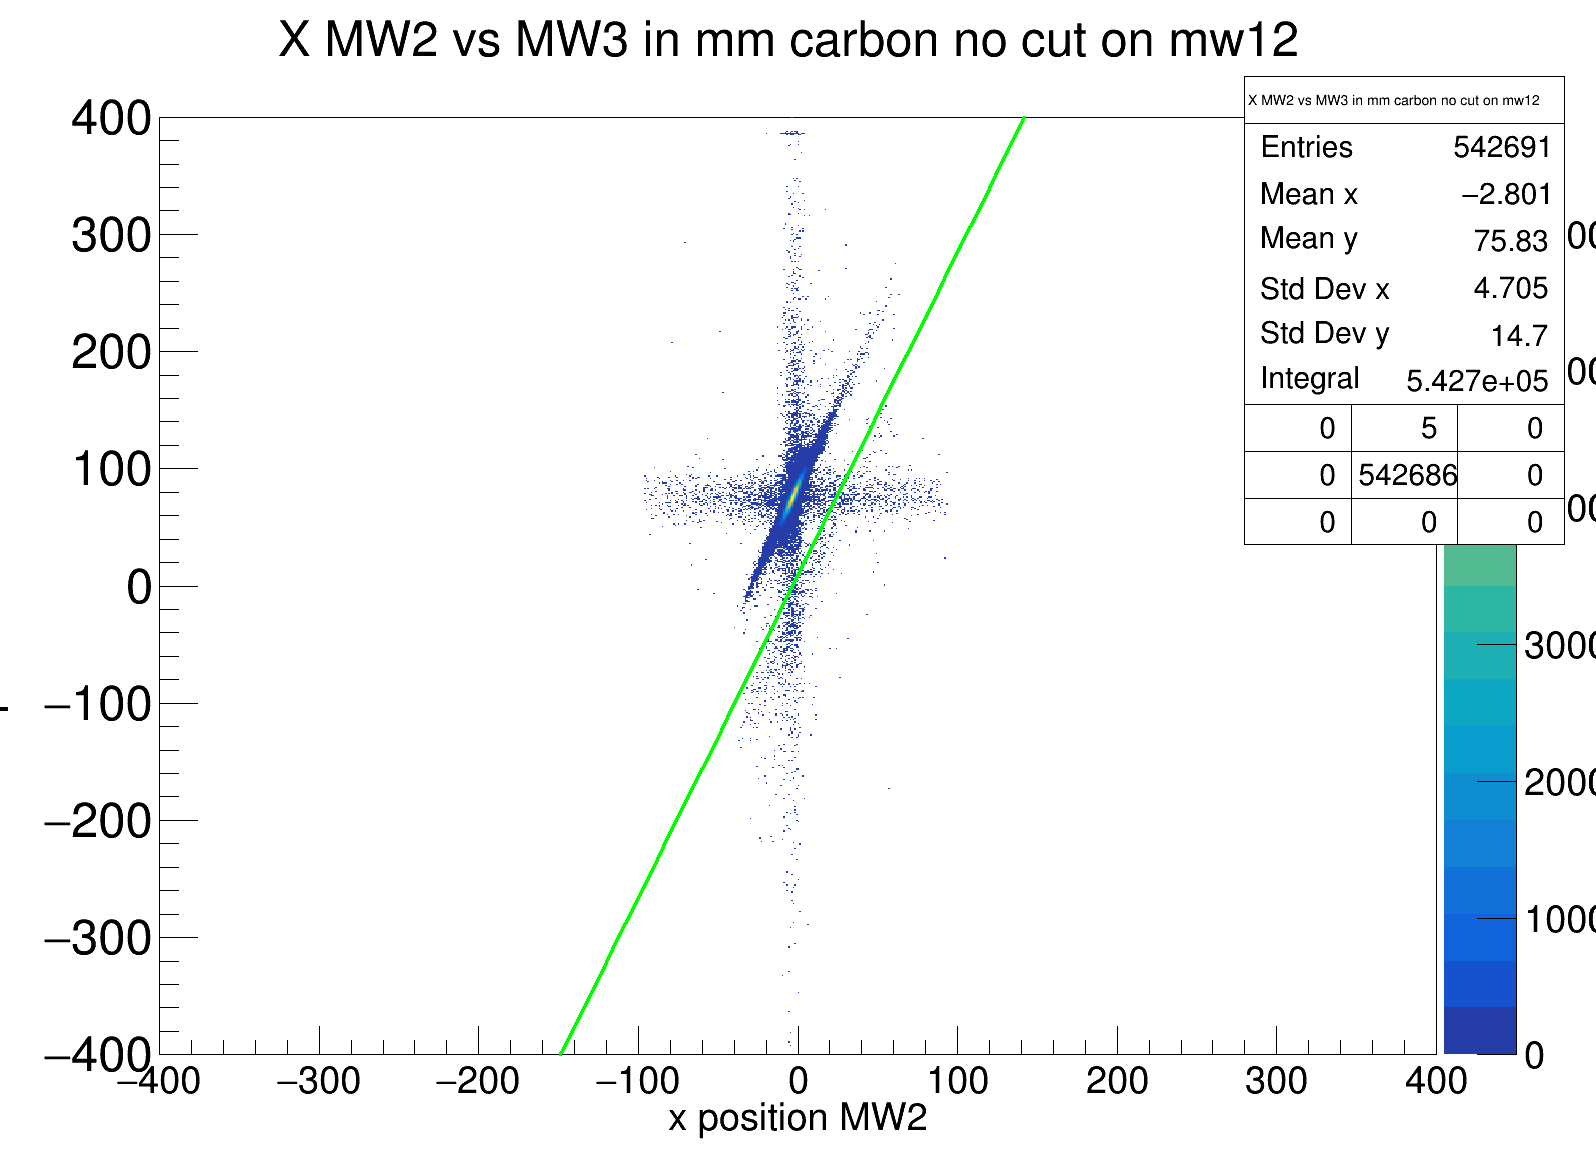 X MW2 vs MW3 in mm carbon no cut on mw12
X MW2 vs MW3 in mm carbon no cut on mw12
Entries 542691
Mean x −2.801
Mean y 75.83
Std Dev x 4.705
Std Dev y 14.7
Integral 5.427e+05
0 5 0
0 542686 0
0 0 0
400
300
200
100
0
−100
−200
−300
−400
−400 −300 −200 −100 0 100 200 300 400
x position MW2
3000
2000
1000
0